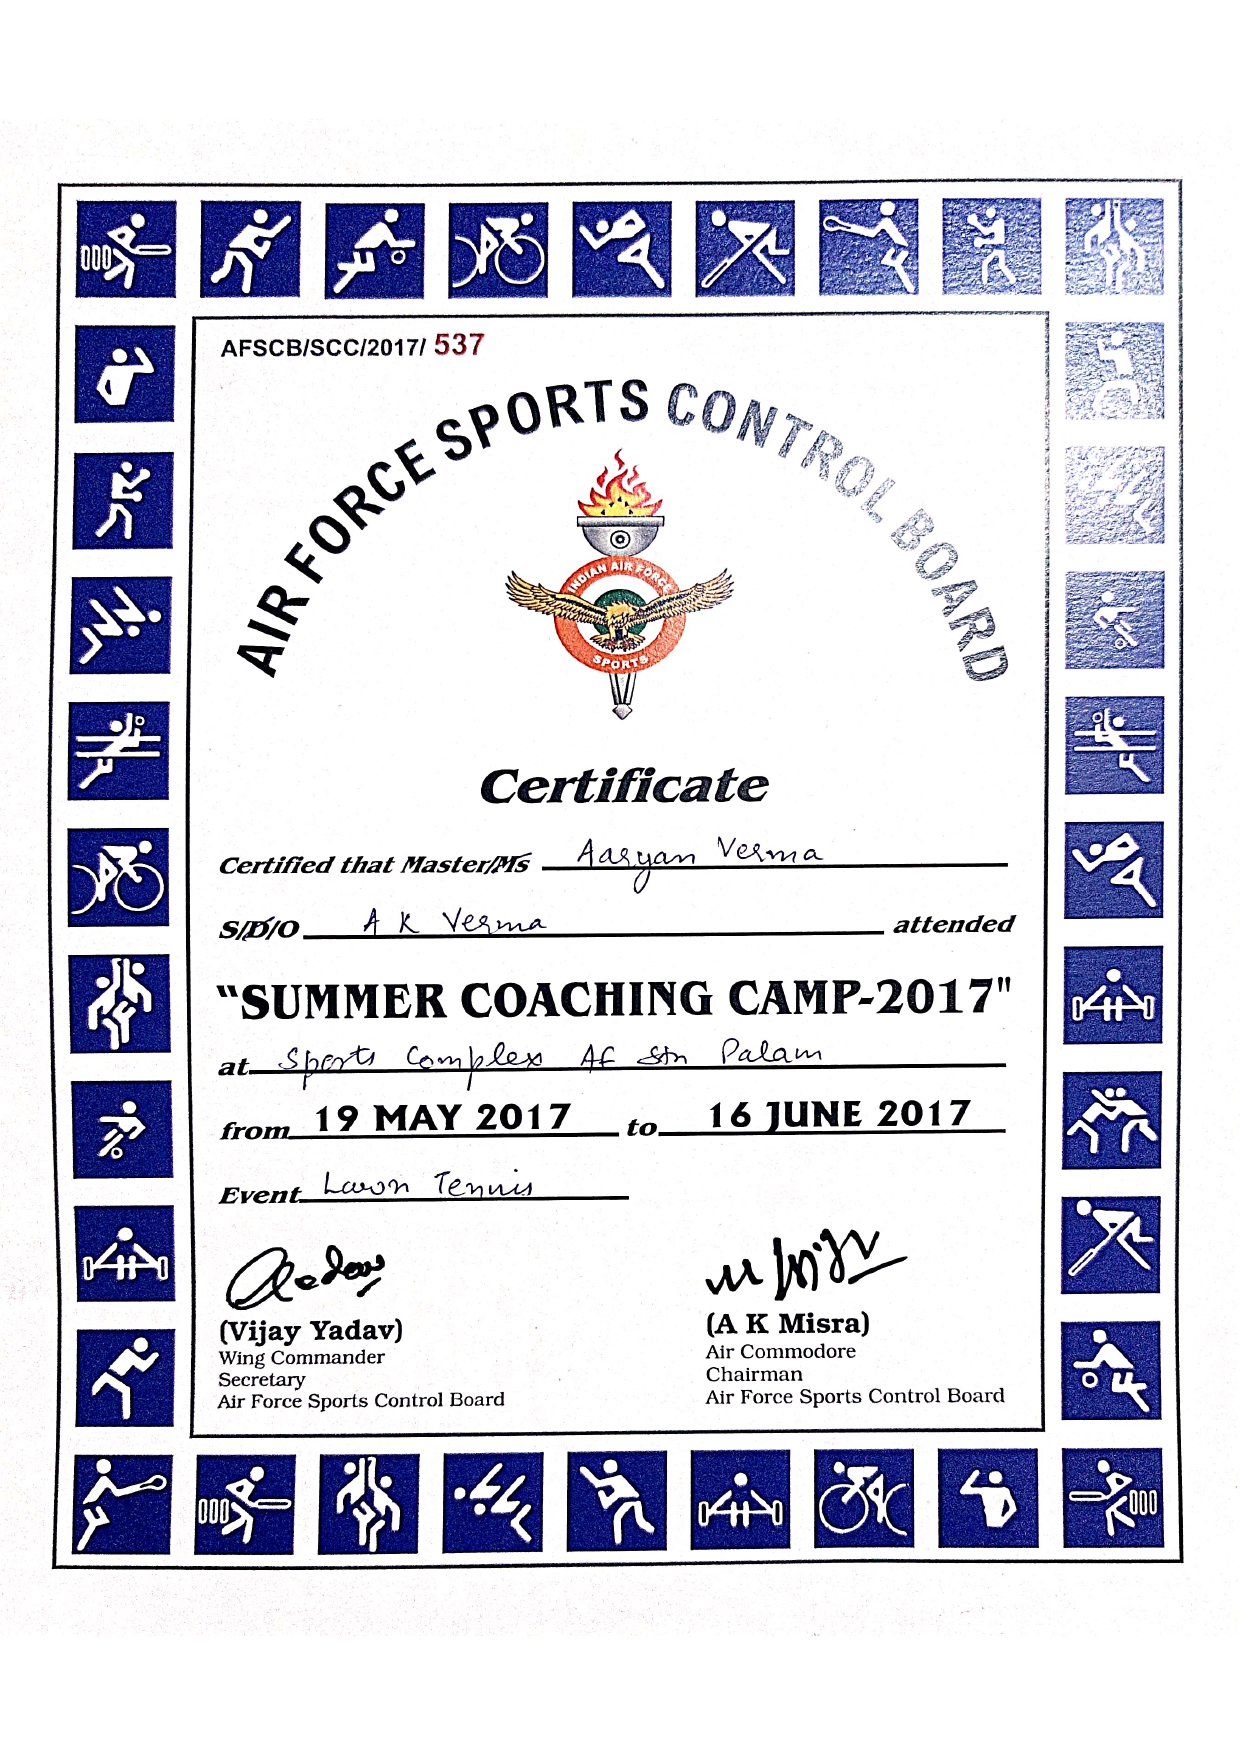 AFSCB/SCC/2017/ 537
AIR FORCE SPORTS CONTROL BOARD
INDIAN AIR FORCE
SPORTS
Certificate
Certified that Master/Ms Aaryan Verma
S/D/O A K Verma attended
"SUMMER COACHING CAMP-2017"
at Sports Complex AF Stn Palam
from 19 MAY 2017 to 16 JUNE 2017
Event Lawn Tennis
(Vijay Yadav)
Wing Commander
Secretary
Air Force Sports Control Board
(A K Misra)
Air Commodore
Chairman
Air Force Sports Control Board